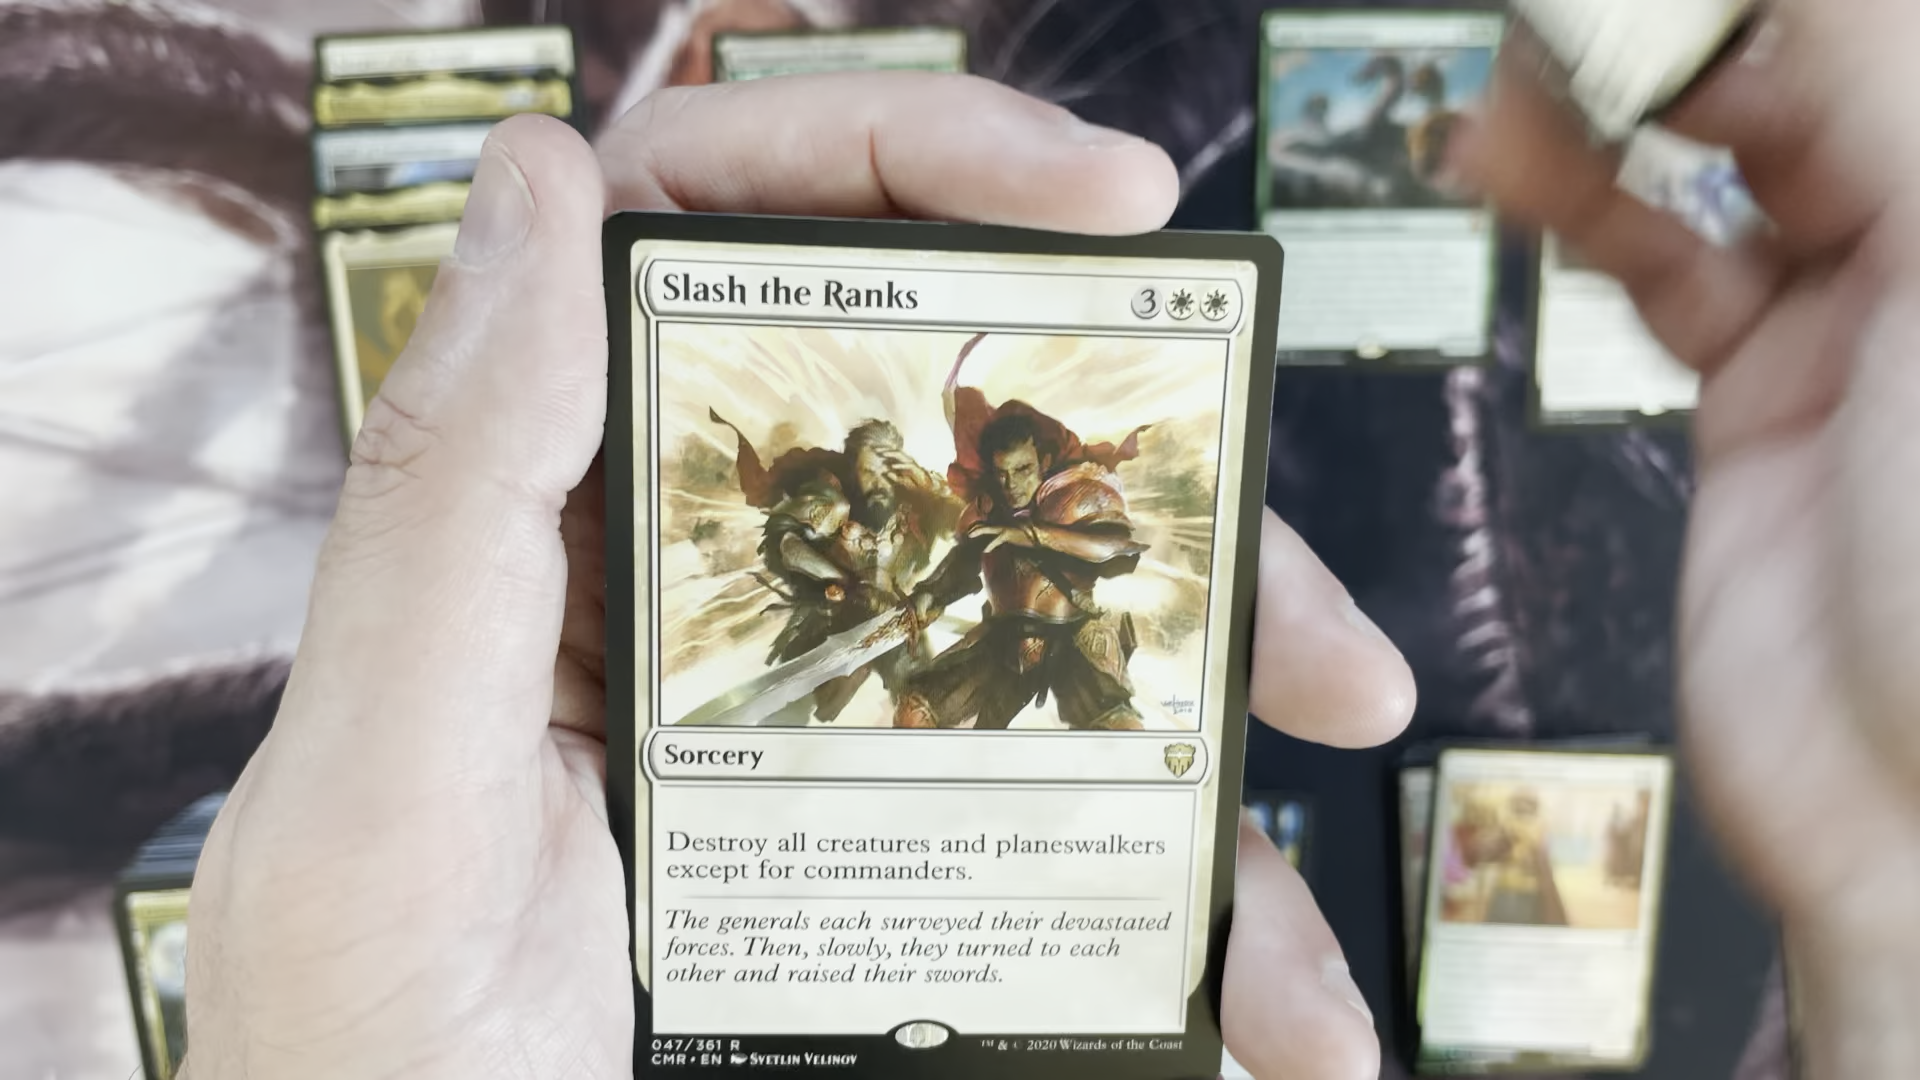 Slash the Ranks 3
Sorcery
Destroy all creatures and planeswalkers
except for commanders.
The generals each surveyed their devastated
forces. Then, slowly, they turned to each
other and raised their swords.
047/361 R
™ & © 2020 Wizards of the Coast
CMR • EN Svetlin Velinov